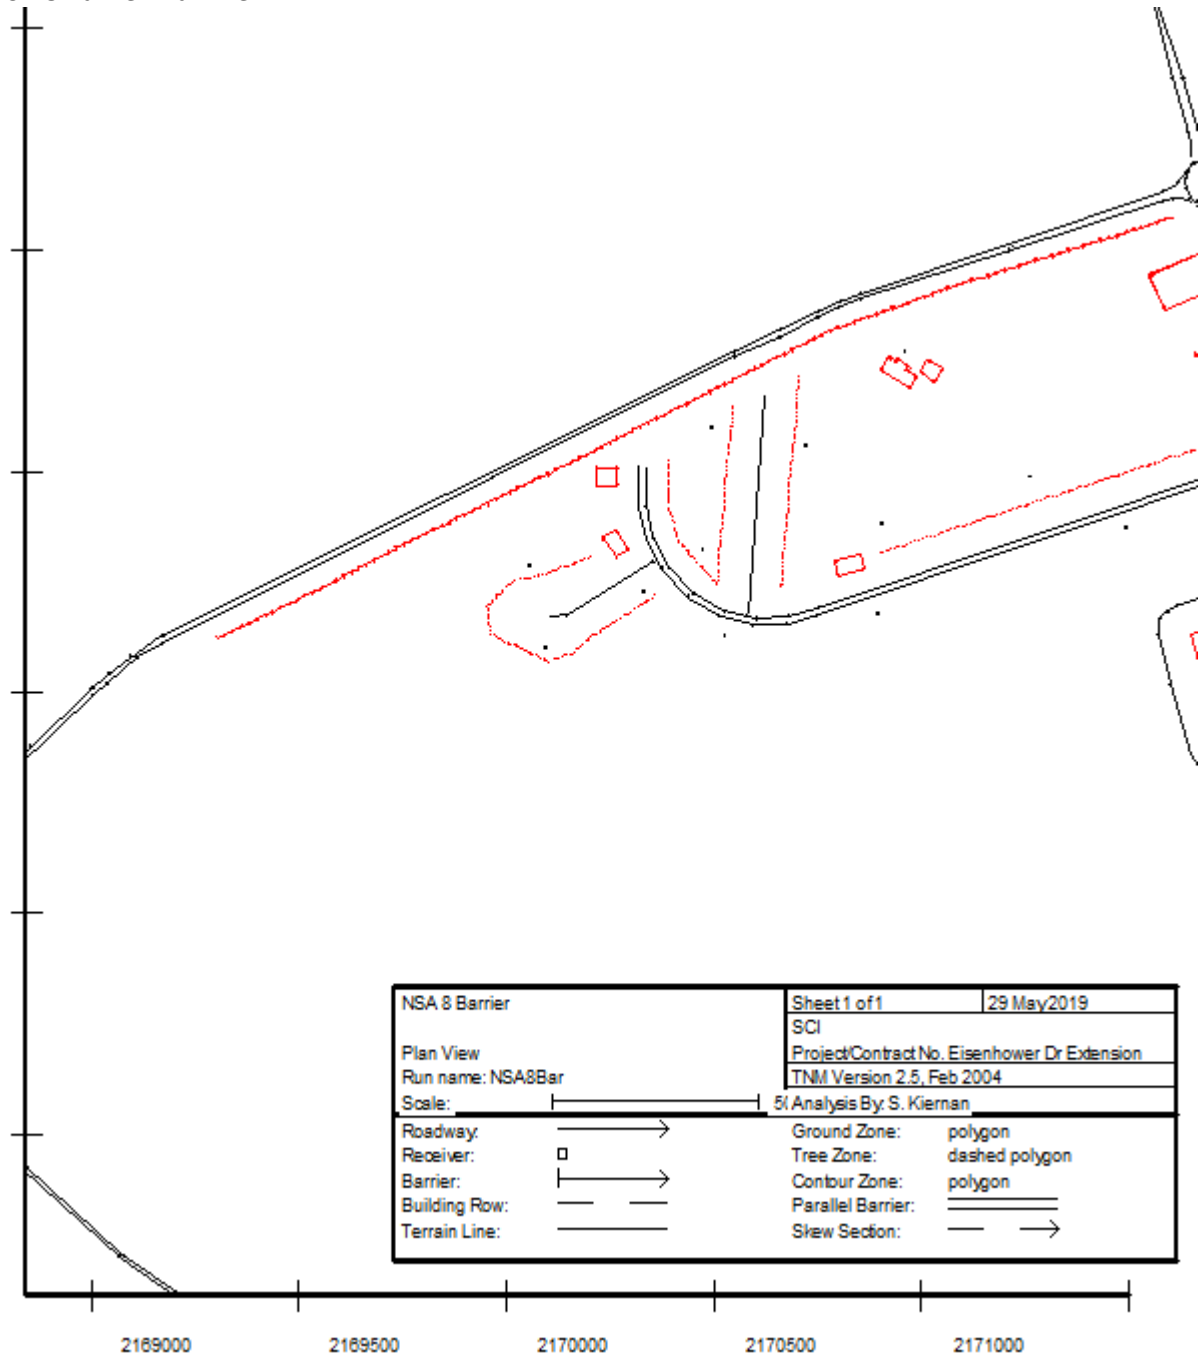 NSA 8 Barrier
Sheet 1 of 1 29 May 2019
SCI
Plan View
Project/Contract No. Eisenhower Dr Extension
Run name: NSA8Bar
TNM Version 2.5, Feb 2004
Scale: 50
Analysis By: S. Kiernan
Roadway:
Ground Zone: polygon
Receiver:
Tree Zone: dashed polygon
Barrier:
Contour Zone: polygon
Building Row:
Parallel Barrier:
Terrain Line:
Skew Section:
2169000 2169500 2170000 2170500 2171000